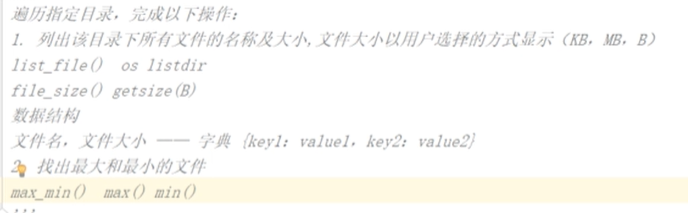 遍历指定目录，完成以下操作：
1. 列出该目录下所有文件的名称及大小,文件大小以用户选择的方式显示（KB，MB，B）
list_file()  os listdir
file_size() getsize(B)
数据结构
文件名，文件大小 —— 字典 {key1: value1，key2: value2}
2. 找出最大和最小的文件
max_min()  max() min()
'''